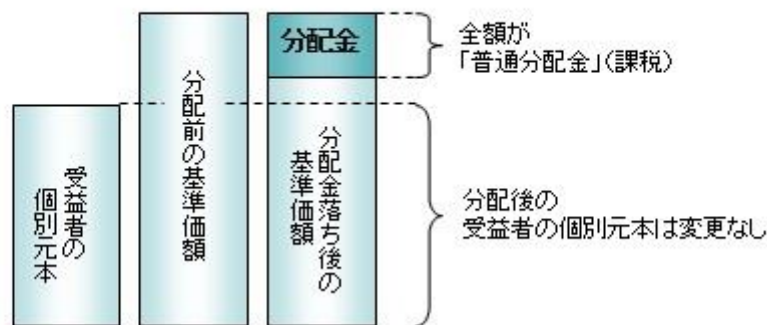 受益者の
個別元本
分配前の基準価額
分配金
分配金落ち後の
基準価額
全額が
「普通分配金」(課税)
分配後の
受益者の個別元本は変更なし